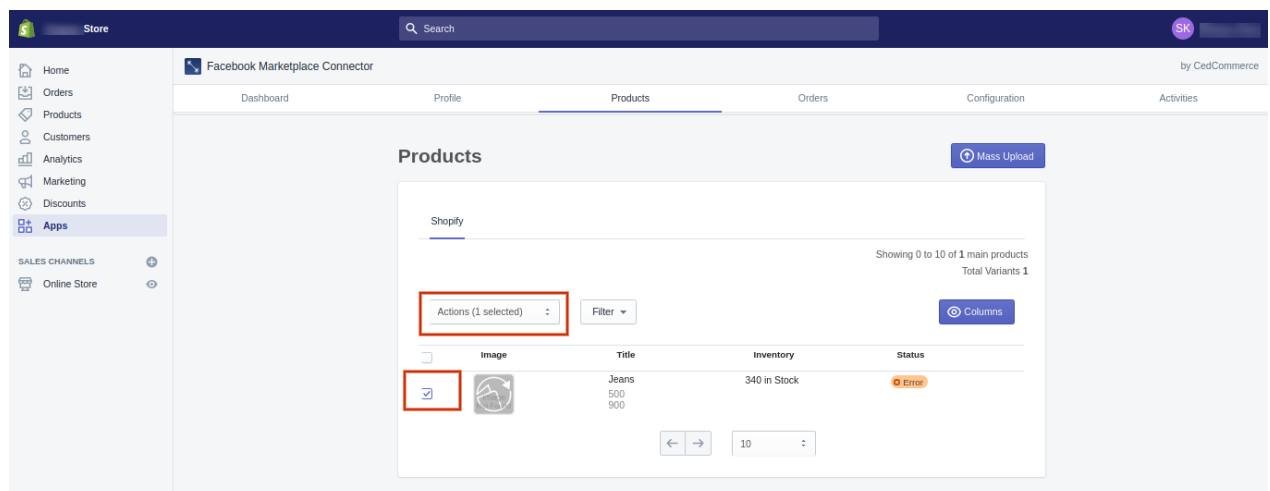 Store
Search
SK
Home
Orders
Products
Customers
Analytics
Marketing
Discounts
Apps
SALES CHANNELS
Online Store
Facebook Marketplace Connector
by CedCommerce
Dashboard Profile Products Orders Configuration Activities
Products
Mass Upload
Shopify
Showing 0 to 10 of 1 main products
Total Variants 1
Actions (1 selected) Filter Columns
Image Title Inventory Status
Jeans 340 in Stock Error
500
900
10